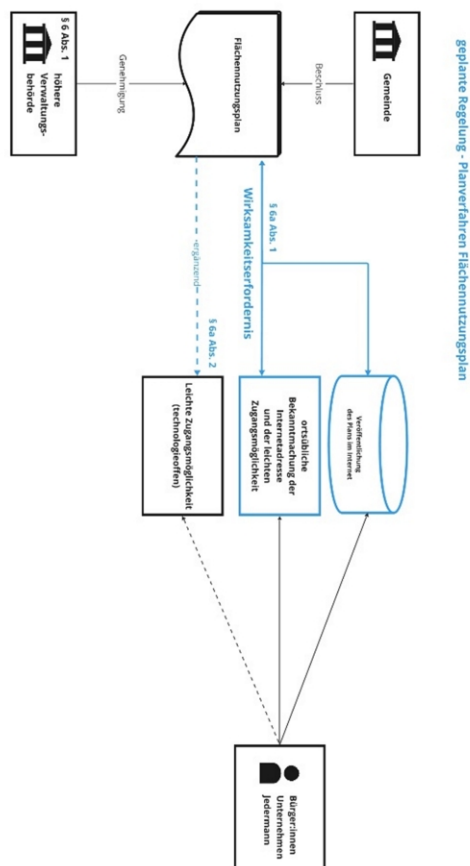 geplante Regelung - Planverfahren Flächennutzungsplan
Gemeinde
Beschluss
Flächennutzungsplan
Genehmigung
§ 6 Abs. 1
höhere
Verwaltungs-
behörde
§ 6a Abs. 1
Wirksamkeitserfordernis
-ergänzend-
§ 6a Abs. 2
Veröffentlichung
des Plans im Internet
ortsübliche
Bekanntmachung der
Internetadresse
und der leichten
Zugangsmöglichkeit
Leichte Zugangsmöglichkeit
(technologieoffen)
Bürger:innen
Unternehmen
Jedermann